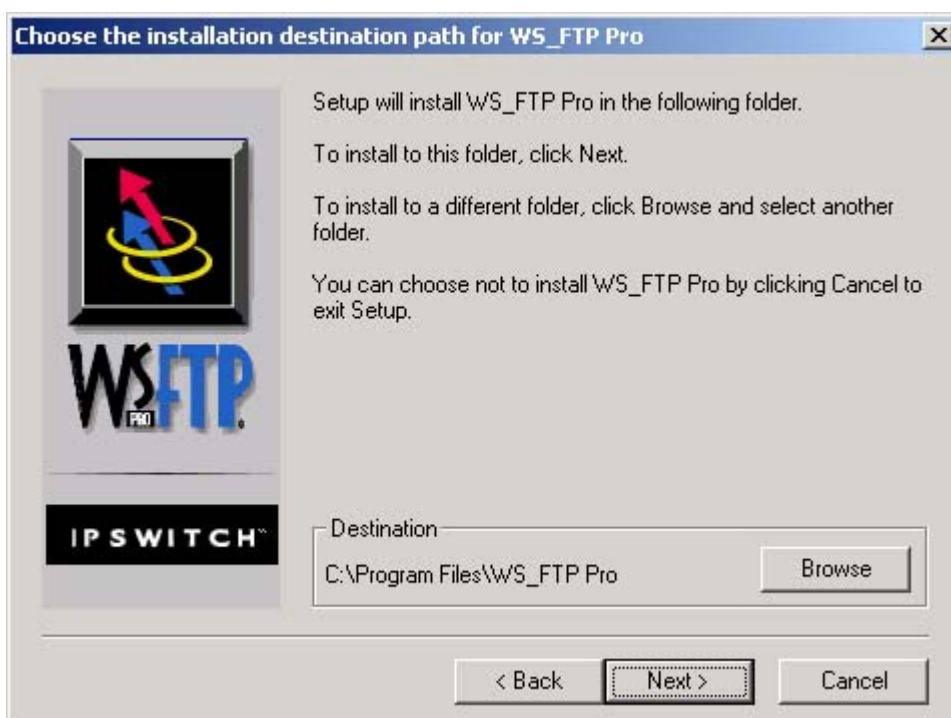 Choose the installation destination path for WS_FTP Pro
Setup will install WS_FTP Pro in the following folder.
To install to this folder, click Next.
To install to a different folder, click Browse and select another
folder.
You can choose not to install WS_FTP Pro by clicking Cancel to
exit Setup.
WS FTP
PRO
IPSWITCH™
Destination
C:\Program Files\WS_FTP Pro
Browse
< Back
Next >
Cancel